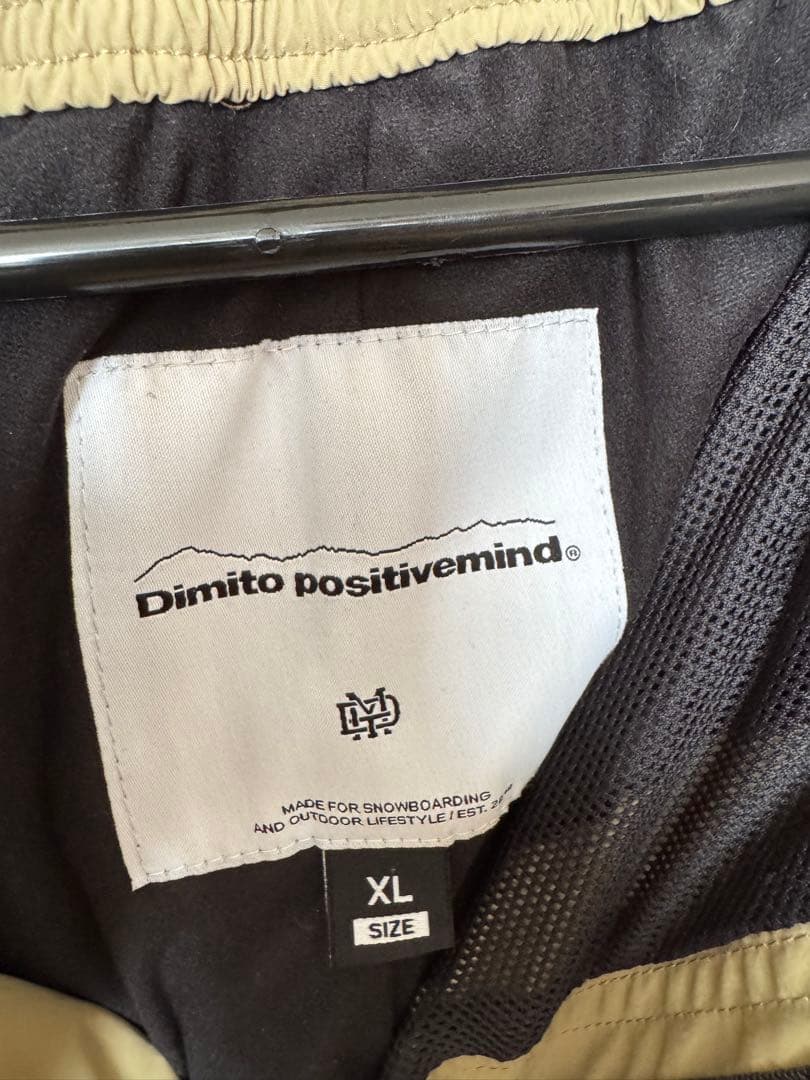 Dimito positivemind®
MADE FOR SNOWBOARDING
AND OUTDOOR LIFESTYLE / EST.
XL
SIZE